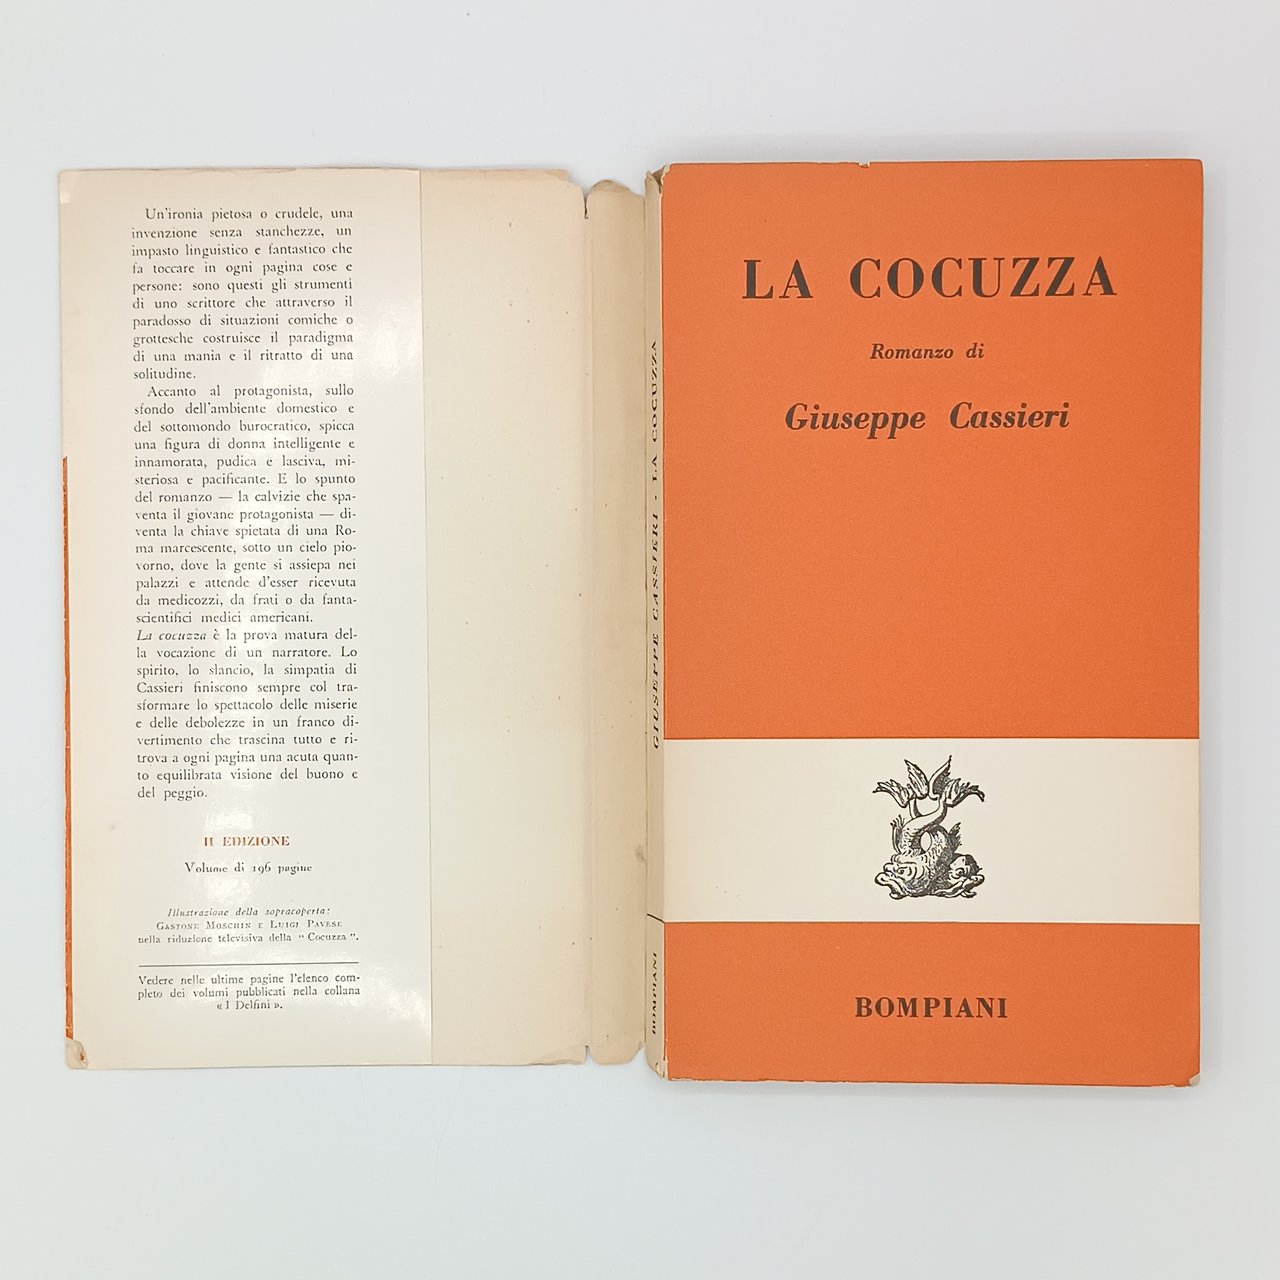 Un'ironia pietosa o crudele, una
invenzione senza stanchezze, un
impasto linguistico e fantastico che
fa toccare in ogni pagina cose e
persone: sono questi gli strumenti
di uno scrittore che attraverso il
paradosso di situazioni comiche o
grottesche costruisce il paradigma
di una mania e il ritratto di una
solitudine.
Accanto al protagonista, sullo
sfondo dell'ambiente domestico e
del sottomondo burocratico, spicca
una figura di donna intelligente e
innamorata, pudica e lasciva, mi-
steriosa e pacificante. E lo spunto
del romanzo — la calvizie che spa-
venta il giovane protagonista — di-
venta la chiave spietata di una Ro-
ma marcescente, sotto un cielo pio-
vorno, dove la gente si assiepa nei
palazzi e attende d'esser ricevuta
da medicozzi, da frati o da fanta-
scientifici medici americani.
La cocuzza è la prova matura del-
la vocazione di un narratore. Lo
spirito, lo slancio, la simpatia di
Cassieri finiscono sempre col tra-
sformare lo spettacolo delle miserie
e delle debolezze in un franco di-
vertimento che trascina tutto e ri-
trova a ogni pagina una acuta quan-
to equilibrata visione del buono e
del peggio.
II EDIZIONE
Volume di 196 pagine
Illustrazione della sopracoperta:
GASTONE MOSCHIN E LUIGI PAVESE
nella riduzione televisiva della “ Cocuzza ”.
Vedere nelle ultime pagine l'elenco com-
pleto dei volumi pubblicati nella collana
« I Delfini ».
GIUSEPPE CASSIERI - LA COCUZZA
BOMPIANI
LA COCUZZA
Romanzo di
Giuseppe Cassieri
BOMPIANI